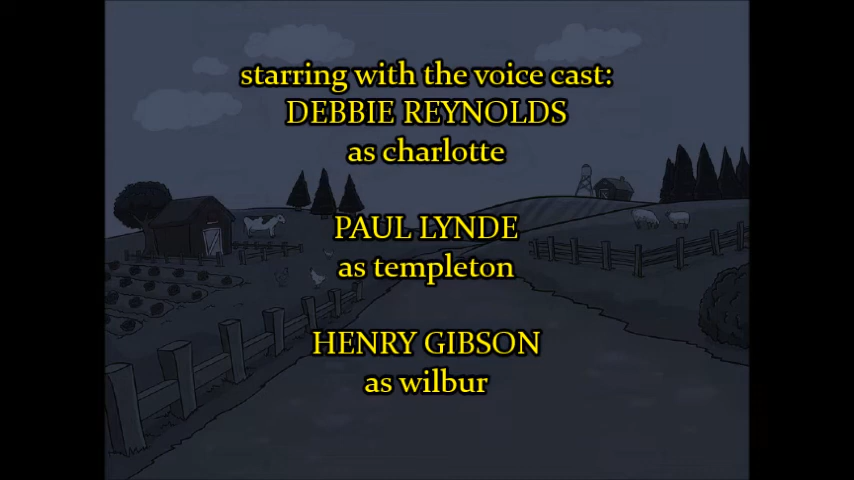 starring with the voice cast:
DEBBIE REYNOLDS
as charlotte
PAUL LYNDE
as templeton
HENRY GIBSON
as wilbur